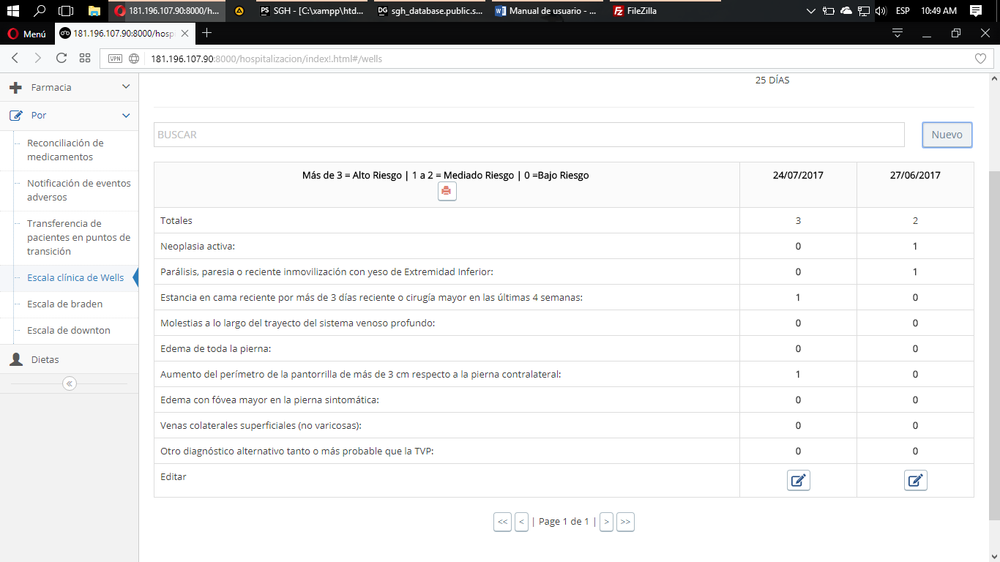 181.196.107.90:8000/h...
SGH - [C:\xampp\htd...
sgh_database.public.s...
Manual de usuario - ...
FileZilla
ESP
10:49 AM
Menú
181.196.107.90:8000/hosp
VPN
181.196.107.90:8000/hospitalizacion/index!.html#/wells
Farmacia
Por
Reconciliación de
medicamentos
Notificación de eventos
adversos
Transferencia de
pacientes en puntos de
transición
Escala clínica de Wells
Escala de braden
Escala de downton
Dietas
25 DÍAS
BUSCAR
Nuevo
Más de 3 = Alto Riesgo | 1 a 2 = Mediado Riesgo | 0 =Bajo Riesgo
24/07/2017
27/06/2017
Totales 3 2
Neoplasia activa: 0 1
Parálisis, paresia o reciente inmovilización con yeso de Extremidad Inferior: 0 1
Estancia en cama reciente por más de 3 días reciente o cirugía mayor en las últimas 4 semanas: 1 0
Molestias a lo largo del trayecto del sistema venoso profundo: 0 0
Edema de toda la pierna: 0 0
Aumento del perímetro de la pantorrilla de más de 3 cm respecto a la pierna contralateral: 1 0
Edema con fóvea mayor en la pierna sintomática: 0 0
Venas colaterales superficiales (no varicosas): 0 0
Otro diagnóstico alternativo tanto o más probable que la TVP: 0 0
Editar
<< < | Page 1 de 1 | > >>